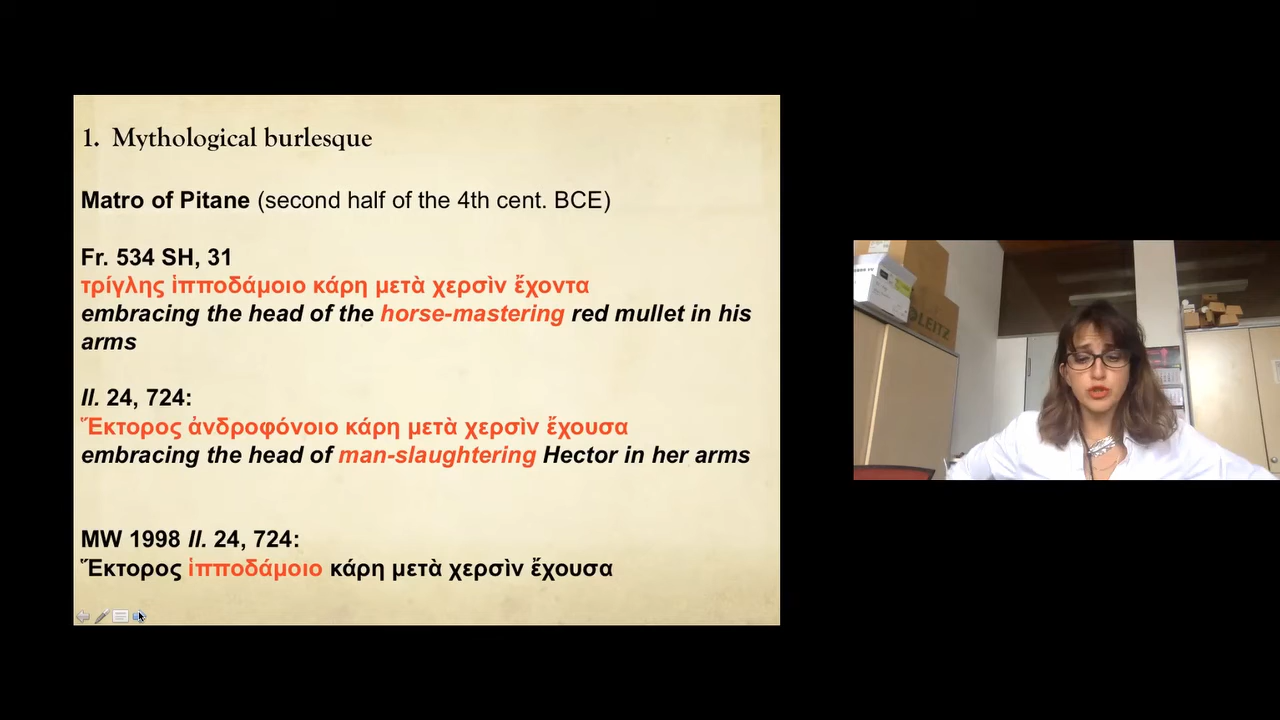 1. Mythological burlesque
Matro of Pitane (second half of the 4th cent. BCE)
Fr. 534 SH, 31
τρίγλης ἱπποδάμοιο κάρη μετὰ χερσὶν ἔχοντα
embracing the head of the horse-mastering red mullet in his
arms
Il. 24, 724:
Ἕκτορος ἀνδροφόνοιο κάρη μετὰ χερσὶν ἔχουσα
embracing the head of man-slaughtering Hector in her arms
MW 1998 Il. 24, 724:
Ἕκτορος ἱπποδάμοιο κάρη μετὰ χερσὶν ἔχουσα
LEITZ